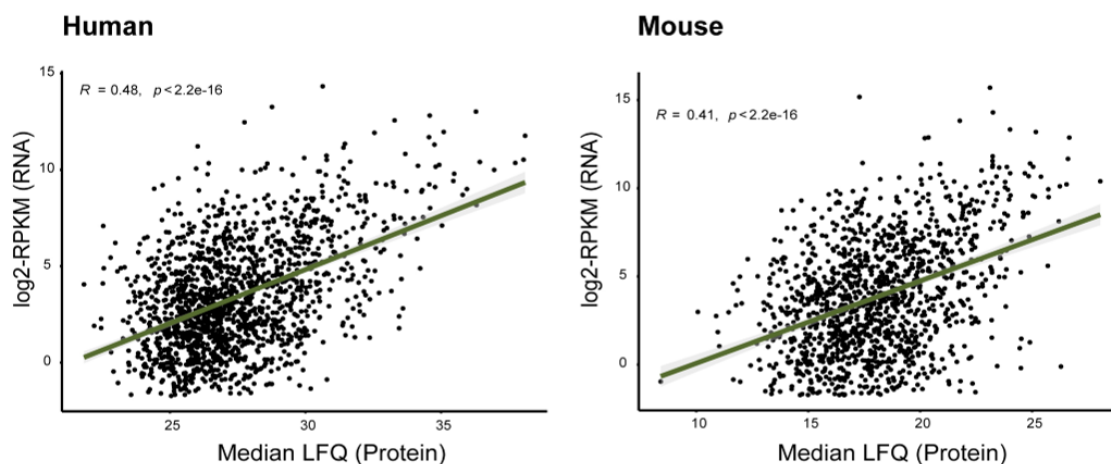 Human
R = 0.48, p<2.2e-16
log2-RPKM (RNA)
15
10
5
0
25
30
35
Median LFQ (Protein)
Mouse
R = 0.41, p<2.2e-16
log2-RPKM (RNA)
15
10
5
0
10
15
20
25
Median LFQ (Protein)